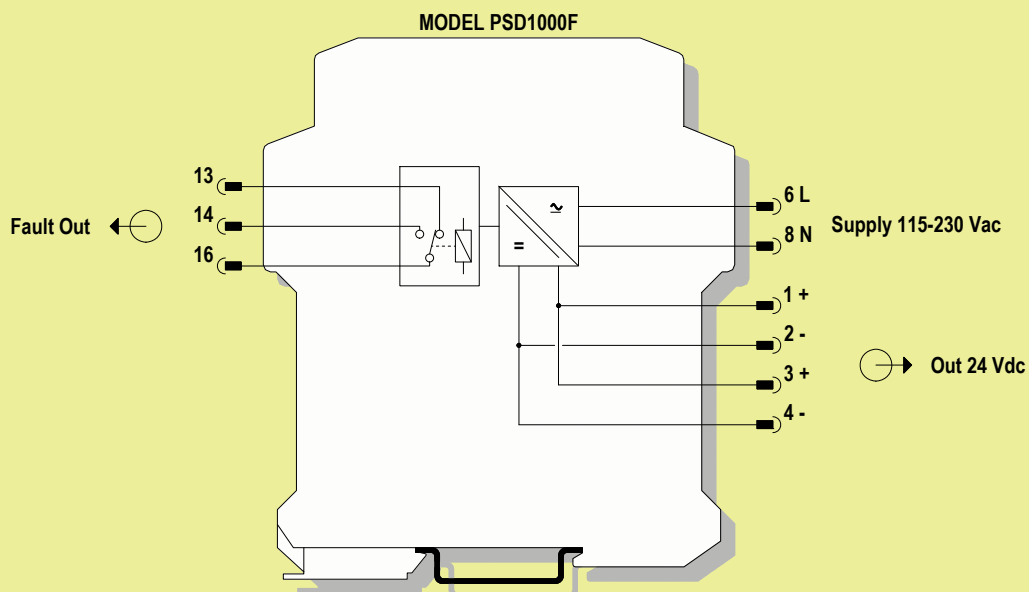 MODEL PSD1000F
13
14
16
Fault Out
6 L
8 N
Supply 115-230 Vac
1 +
2 -
3 +
4 -
Out 24 Vdc